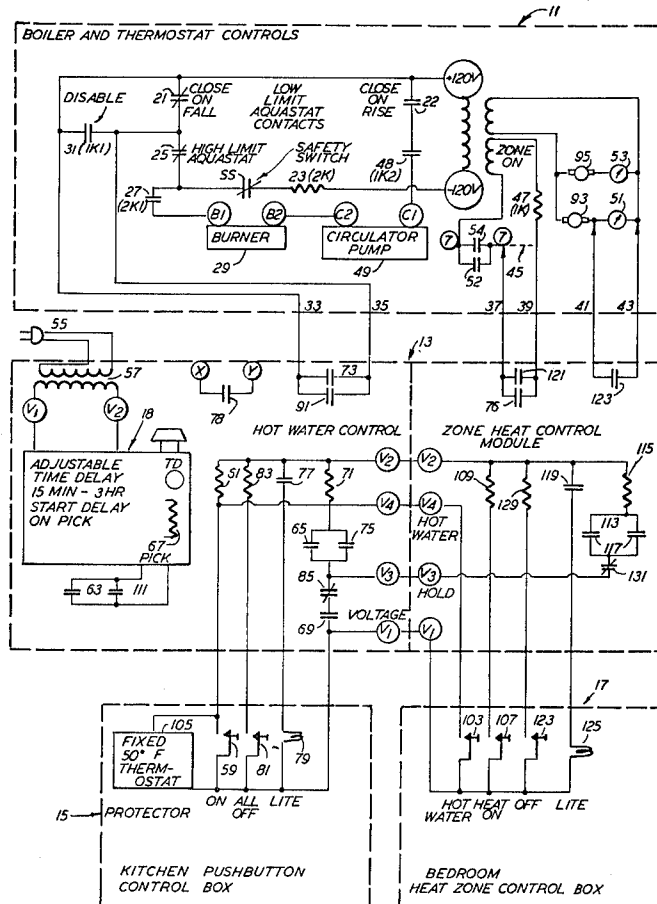 11
BOILER AND THERMOSTAT CONTROLS
+120V
DISABLE
21
CLOSE ON FALL
LOW LIMIT AQUASTAT CONTACTS
CLOSE ON RISE
22
31 (1K1)
25
HIGH LIMIT AQUASTAT
SAFETY SWITCH
48 (1K2)
ZONE ON
95
53
SS
23 (2K)
-120V
27 (2K1)
47 (1K)
93
51
B1
B2
C2
C1
BURNER
CIRCULATOR PUMP
7
54
7
29
49
52
45
33
35
37
39
41
43
55
57
13
X
Y
73
121
78
91
76
123
V1
V2
18
HOT WATER CONTROL
ZONE HEAT CONTROL MODULE
ADJUSTABLE TIME DELAY 15 MIN - 3HR START DELAY ON PICK
TD
67
PICK
51
83
77
71
V2
V2
109
129
119
115
V4
V4
HOT WATER
65
75
113
117
63
111
85
V3
V3
HOLD
131
69
VOLTAGE
V1
V1
17
105
FIXED 50° F THERM-OSTAT
59
81
79
103
107
123
125
15
PROTECTOR
ON
ALL OFF
LITE
HOT WATER
HEAT ON
OFF
LITE
KITCHEN PUSHBUTTON CONTROL BOX
BEDROOM HEAT ZONE CONTROL BOX